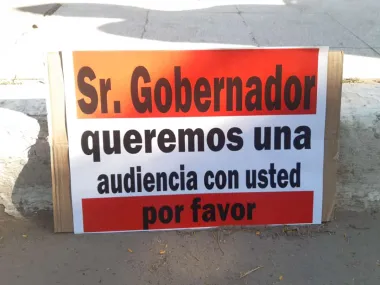 Sr. Gobernador
queremos una
audiencia con usted
por favor